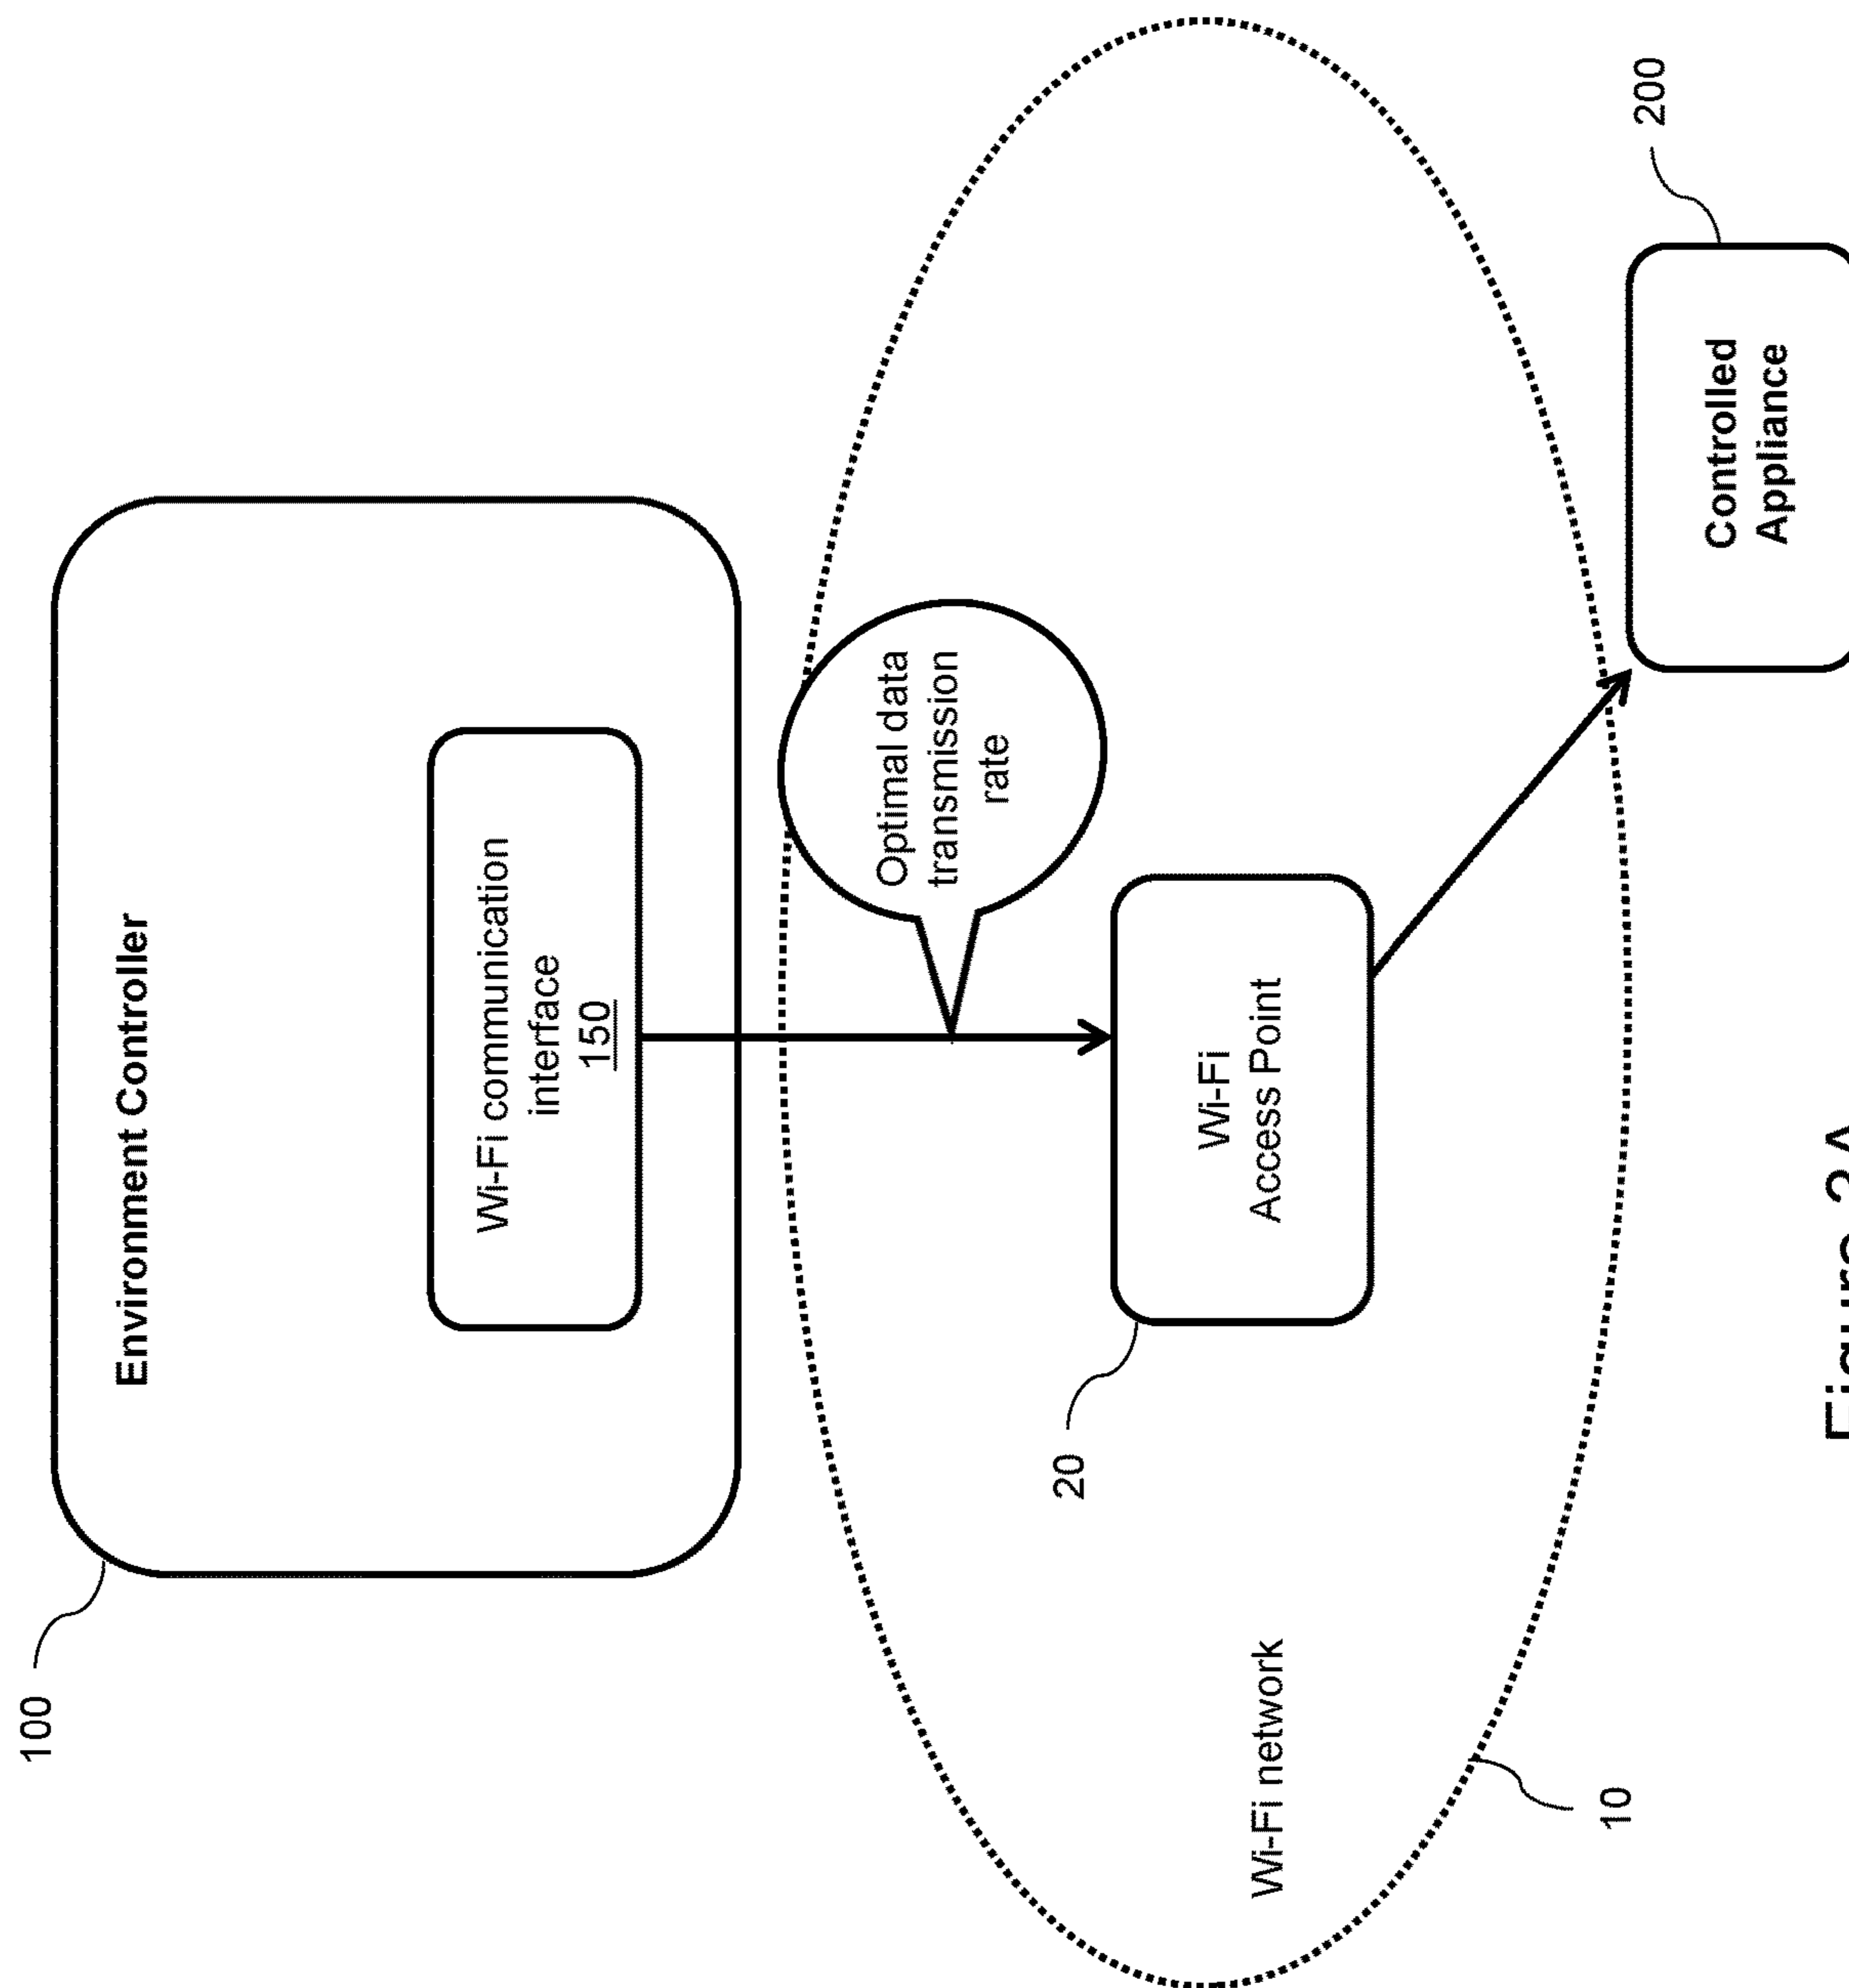 100
Environment Controller
Wi-Fi communication
interface
150
Optimal data
transmission
rate
20
Wi-Fi
Access Point
Wi-Fi network
10
200
Controlled
Appliance
Figure